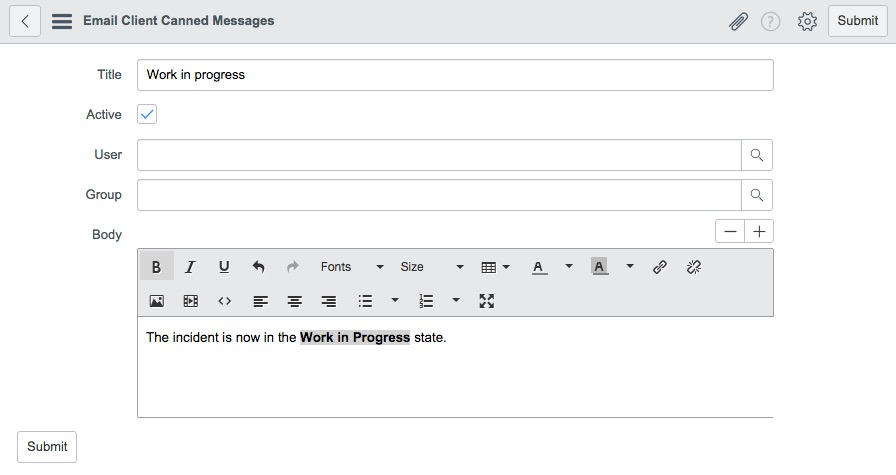 Email Client Canned Messages ? Submit
Title Work in progress
Active
User
Group
Body
B I U Fonts Size A A
The incident is now in the Work in Progress state.
Submit